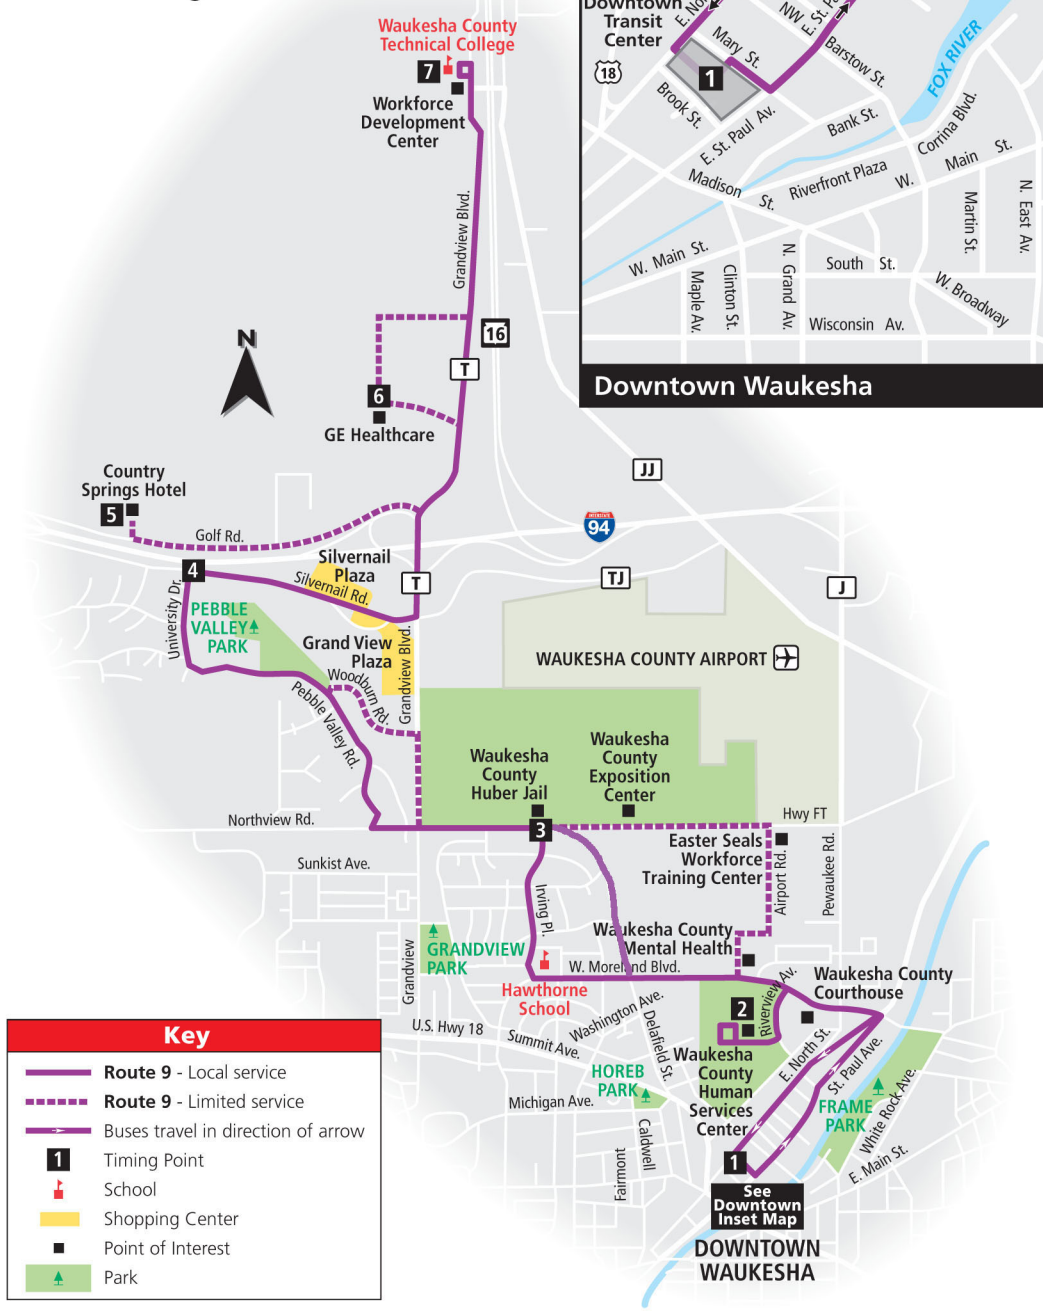 Waukesha County
Technical College
7
Workforce
Development
Center
Grandview Blvd.
16
T
6
GE Healthcare
N
Country
Springs Hotel
5
Golf Rd.
JJ
INTERSTATE
94
4
Silvernail
Plaza
Silvernail Rd.
T
TJ
J
University Dr.
PEBBLE
VALLEY
PARK
Grand View
Plaza
Grandview Blvd.
Woodburn Rd.
Pebble Valley Rd.
WAUKESHA COUNTY AIRPORT
Waukesha
County
Huber Jail
Waukesha
County
Exposition
Center
Northview Rd.
3
Hwy FT
Sunkist Ave.
Easter Seals
Workforce
Training Center
Airport Rd.
Pewaukee Rd.
Irving Pl.
Grandview
GRANDVIEW
PARK
Waukesha County
Mental Health
W. Moreland Blvd.
Hawthorne
School
Waukesha County
Courthouse
2
Riverview Av.
U.S. Hwy 18
Summit Ave.
Washington Ave.
Delafield St.
Waukesha
County
Human
Services
Center
E. North St.
St. Paul Ave.
HOREB
PARK
Michigan Ave.
FRAME
PARK
White Rock Ave.
E. Main St.
Fairmont
Caldwell
1
See
Downtown
Inset Map
DOWNTOWN
WAUKESHA
Downtown
Transit
Center
18
1
NW
Mary St.
Barstow St.
FOX RIVER
Brook St.
E. St. Paul Av.
Bank St.
Corrina Blvd.
Madison St.
Riverfront Plaza
W. Main St.
Martin St.
N. East Av.
W. Main St.
Maple Av.
Clinton St.
N. Grand Av.
South St.
W. Broadway
Wisconsin Av.
Downtown Waukesha
Key
Route 9 - Local service
Route 9 - Limited service
Buses travel in direction of arrow
1 Timing Point
School
Shopping Center
Point of Interest
Park